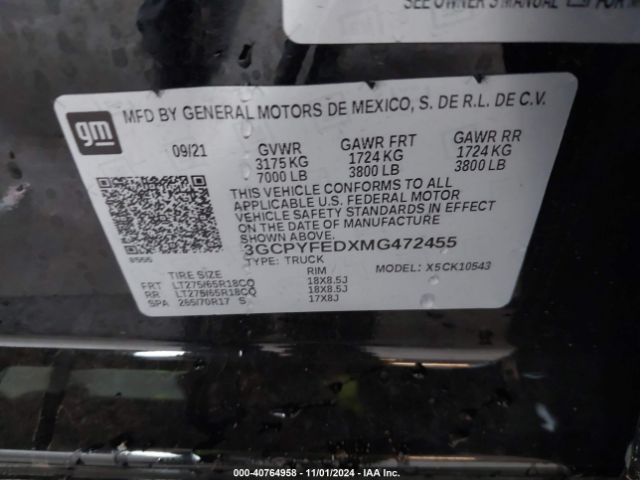 SEE OWNER'S MANUAL FOR
gm
MFD BY GENERAL MOTORS DE MEXICO, S. DE R.L. DE C.V.
09/21 GVWR GAWR FRT GAWR RR
3175 KG 1724 KG 1724 KG
7000 LB 3800 LB 3800 LB
THIS VEHICLE CONFORMS TO ALL
APPLICABLE U.S. FEDERAL MOTOR
VEHICLE SAFETY STANDARDS IN EFFECT
ON THE DATE OF MANUFACTURE
SHOWN ABOVE.
3GCPYFEDXMG472455
TYPE: TRUCK MODEL: X5CK10543
TIRE SIZE RIM
FRT LT275/65R18CQ 18X8.5J
RR LT275/65R18CQ 18X8.5J
SPA 265/70R17 S 17X8J
© - 40764958 - 11/01/2024 - IAA Inc.